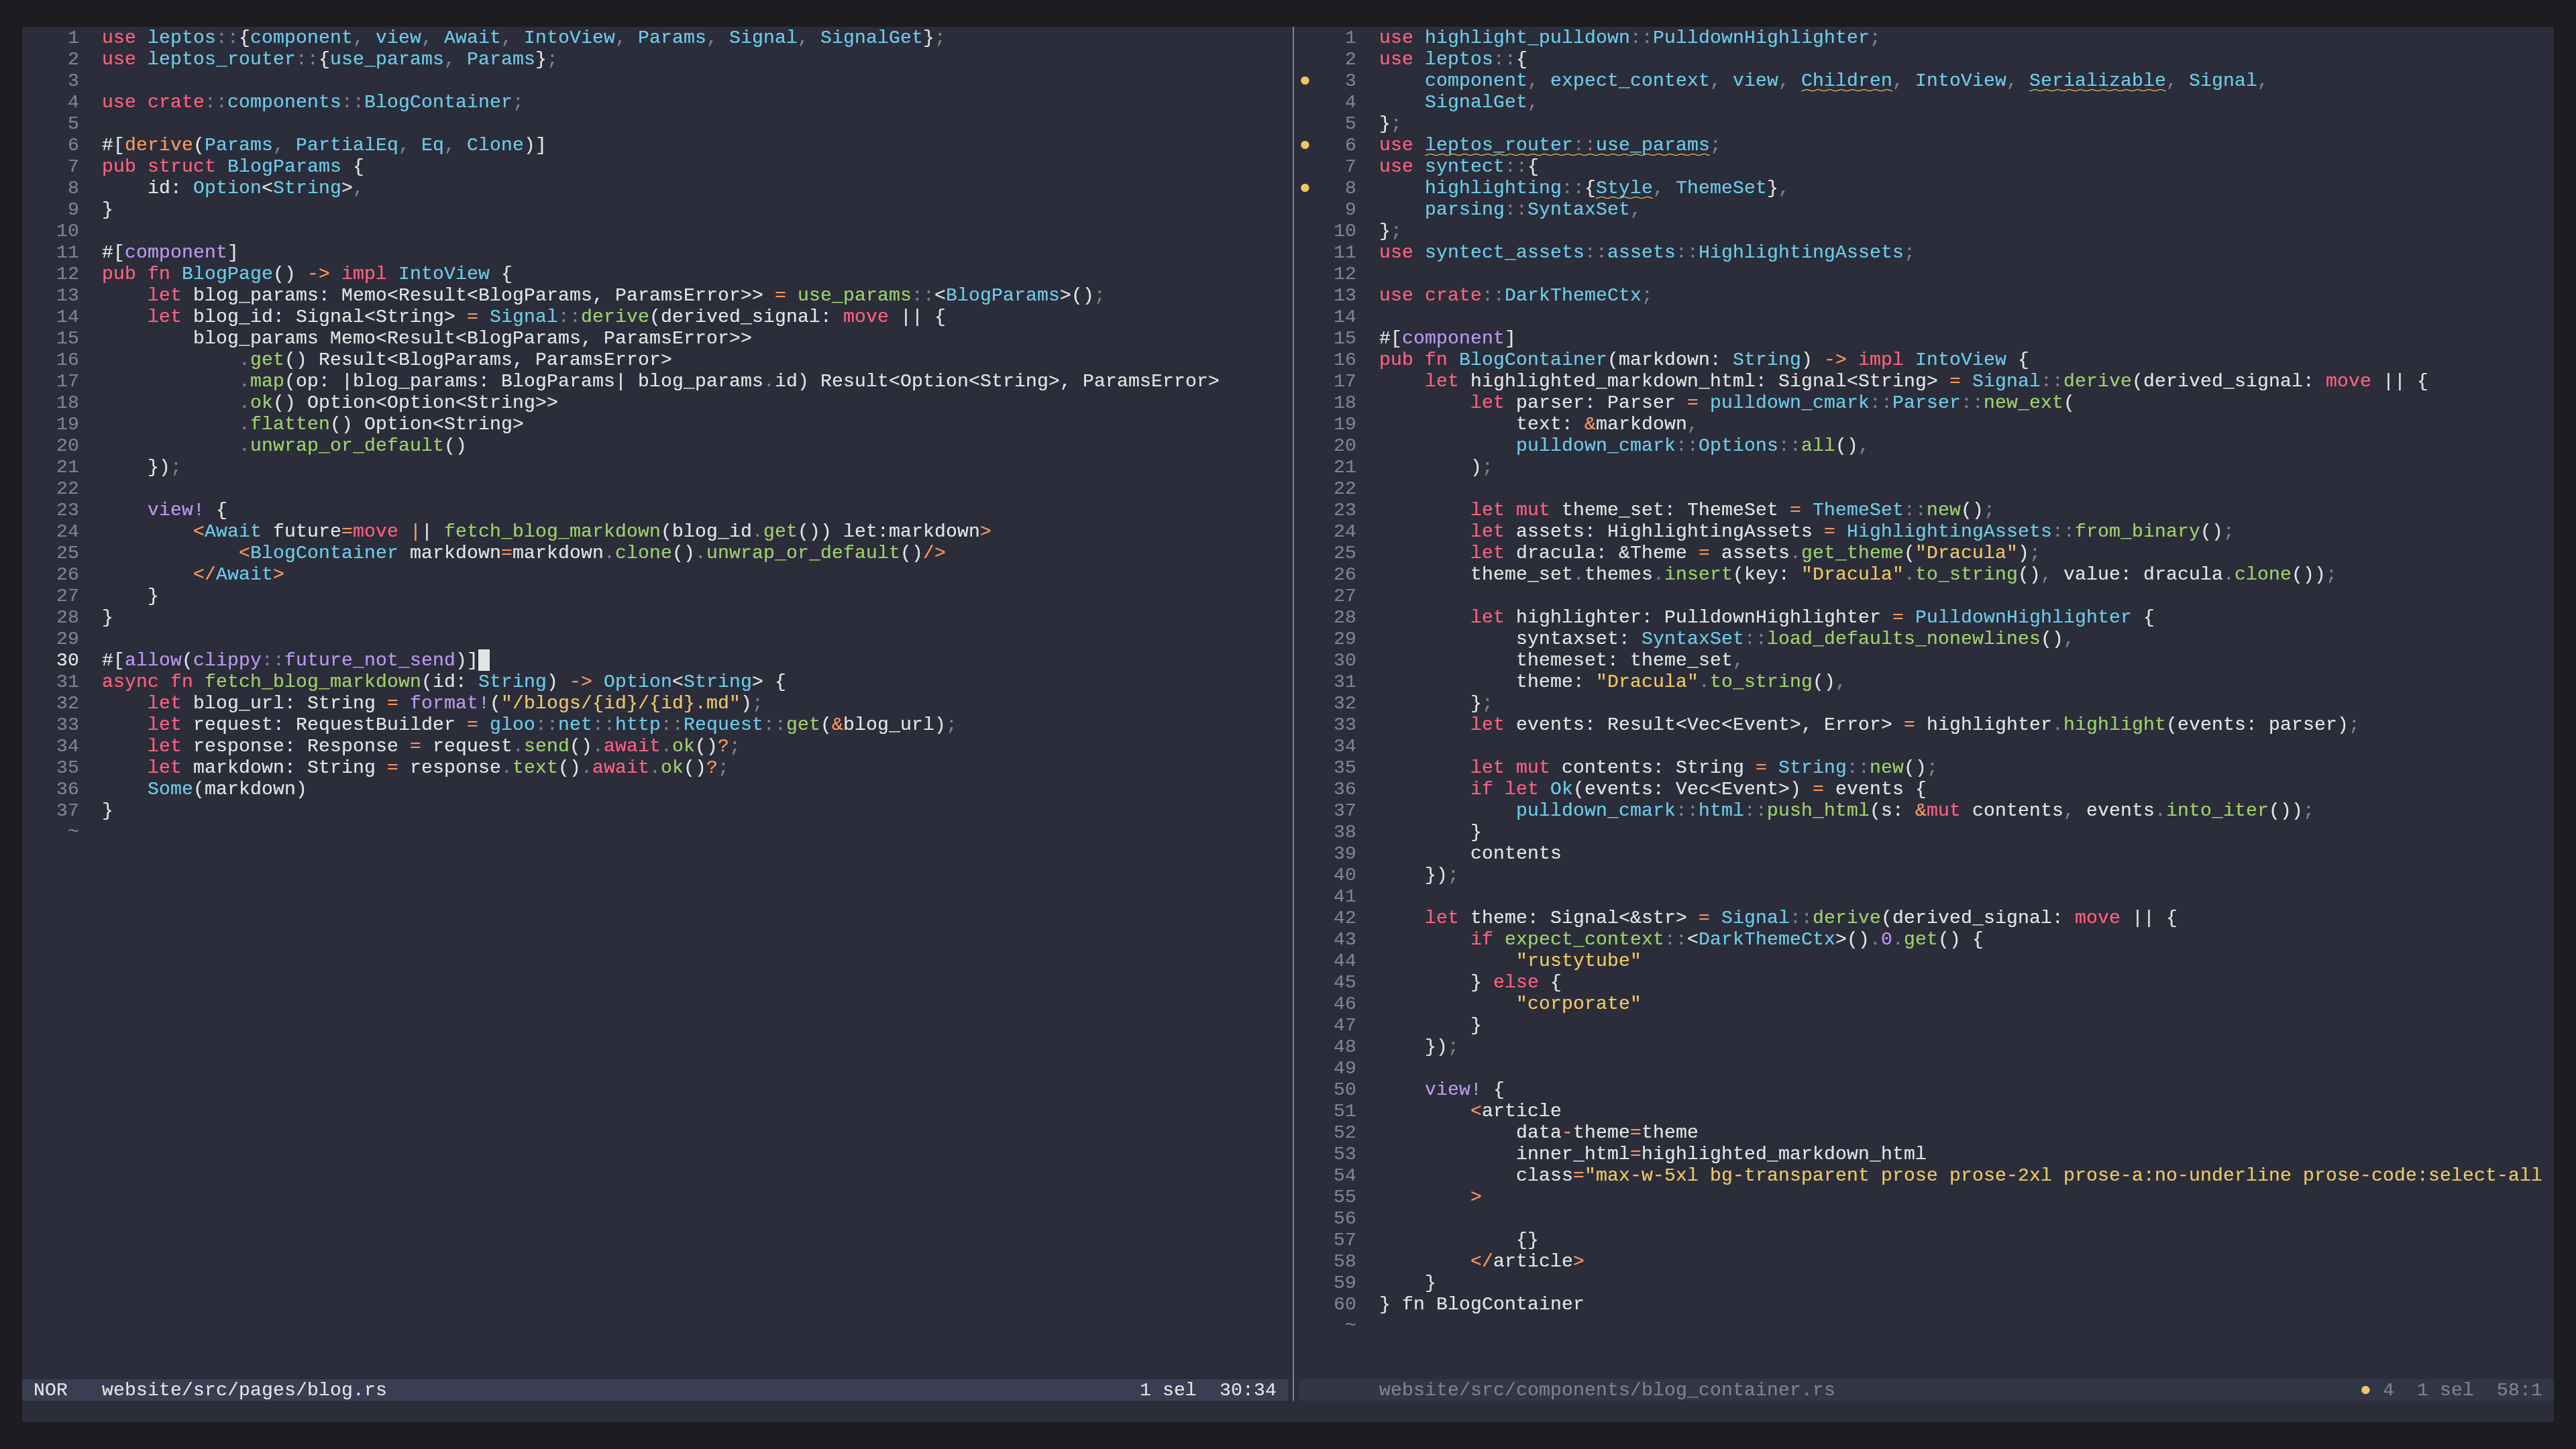 1 use leptos::{component, view, Await, IntoView, Params, Signal, SignalGet};
2 use leptos_router::{use_params, Params};
3
4 use crate::components::BlogContainer;
5
6 #[derive(Params, PartialEq, Eq, Clone)]
7 pub struct BlogParams {
8     id: Option<String>,
9 }
10
11 #[component]
12 pub fn BlogPage() -> impl IntoView {
13     let blog_params: Memo<Result<BlogParams, ParamsError>> = use_params::<BlogParams>();
14     let blog_id: Signal<String> = Signal::derive(derived_signal: move || {
15         blog_params Memo<Result<BlogParams, ParamsError>>
16             .get() Result<BlogParams, ParamsError>
17             .map(op: |blog_params: BlogParams| blog_params.id) Result<Option<String>, ParamsError>
18             .ok() Option<Option<String>>
19             .flatten() Option<String>
20             .unwrap_or_default()
21     });
22
23     view! {
24         <Await future=move || fetch_blog_markdown(blog_id.get()) let:markdown>
25             <BlogContainer markdown=markdown.clone().unwrap_or_default()/>
26         </Await>
27     }
28 }
29
30 #[allow(clippy::future_not_send)]
31 async fn fetch_blog_markdown(id: String) -> Option<String> {
32     let blog_url: String = format!("/blogs/{id}/{id}.md");
33     let request: RequestBuilder = gloo::net::http::Request::get(&blog_url);
34     let response: Response = request.send().await.ok()?;
35     let markdown: String = response.text().await.ok()?;
36     Some(markdown)
37 }
~
NOR   website/src/pages/blog.rs   1 sel  30:34
1 use highlight_pulldown::PulldownHighlighter;
2 use leptos::{
● 3     component, expect_context, view, Children, IntoView, Serializable, Signal,
4     SignalGet,
5 };
● 6 use leptos_router::use_params;
7 use syntect::{
● 8     highlighting::{Style, ThemeSet},
9     parsing::SyntaxSet,
10 };
11 use syntect_assets::assets::HighlightingAssets;
12
13 use crate::DarkThemeCtx;
14
15 #[component]
16 pub fn BlogContainer(markdown: String) -> impl IntoView {
17     let highlighted_markdown_html: Signal<String> = Signal::derive(derived_signal: move || {
18         let parser: Parser = pulldown_cmark::Parser::new_ext(
19             text: &markdown,
20             pulldown_cmark::Options::all(),
21         );
22
23         let mut theme_set: ThemeSet = ThemeSet::new();
24         let assets: HighlightingAssets = HighlightingAssets::from_binary();
25         let dracula: &Theme = assets.get_theme("Dracula");
26         theme_set.themes.insert(key: "Dracula".to_string(), value: dracula.clone());
27
28         let highlighter: PulldownHighlighter = PulldownHighlighter {
29             syntaxset: SyntaxSet::load_defaults_nonewlines(),
30             themeset: theme_set,
31             theme: "Dracula".to_string(),
32         };
33         let events: Result<Vec<Event>, Error> = highlighter.highlight(events: parser);
34
35         let mut contents: String = String::new();
36         if let Ok(events: Vec<Event>) = events {
37             pulldown_cmark::html::push_html(s: &mut contents, events.into_iter());
38         }
39         contents
40     });
41
42     let theme: Signal<&str> = Signal::derive(derived_signal: move || {
43         if expect_context::<DarkThemeCtx>().0.get() {
44             "rustytube"
45         } else {
46             "corporate"
47         }
48     });
49
50     view! {
51         <article
52             data-theme=theme
53             inner_html=highlighted_markdown_html
54             class="max-w-5xl bg-transparent prose prose-2xl prose-a:no-underline prose-code:select-all
55         >
56
57             {}
58         </article>
59     }
60 } fn BlogContainer
~
website/src/components/blog_container.rs   ● 4  1 sel  58:1